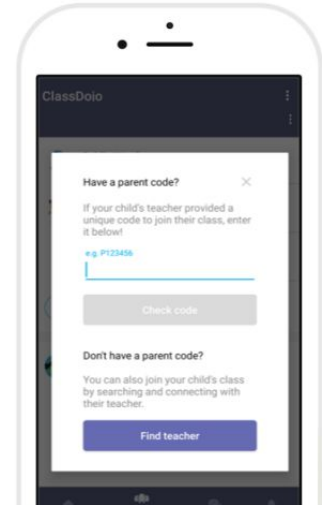 ClassDojo
Have a parent code?
If your child's teacher provided a
unique code to join their class, enter
it below!
e.g. P123456
Check code
Don't have a parent code?
You can also join your child's class
by searching and connecting with
their teacher.
Find teacher